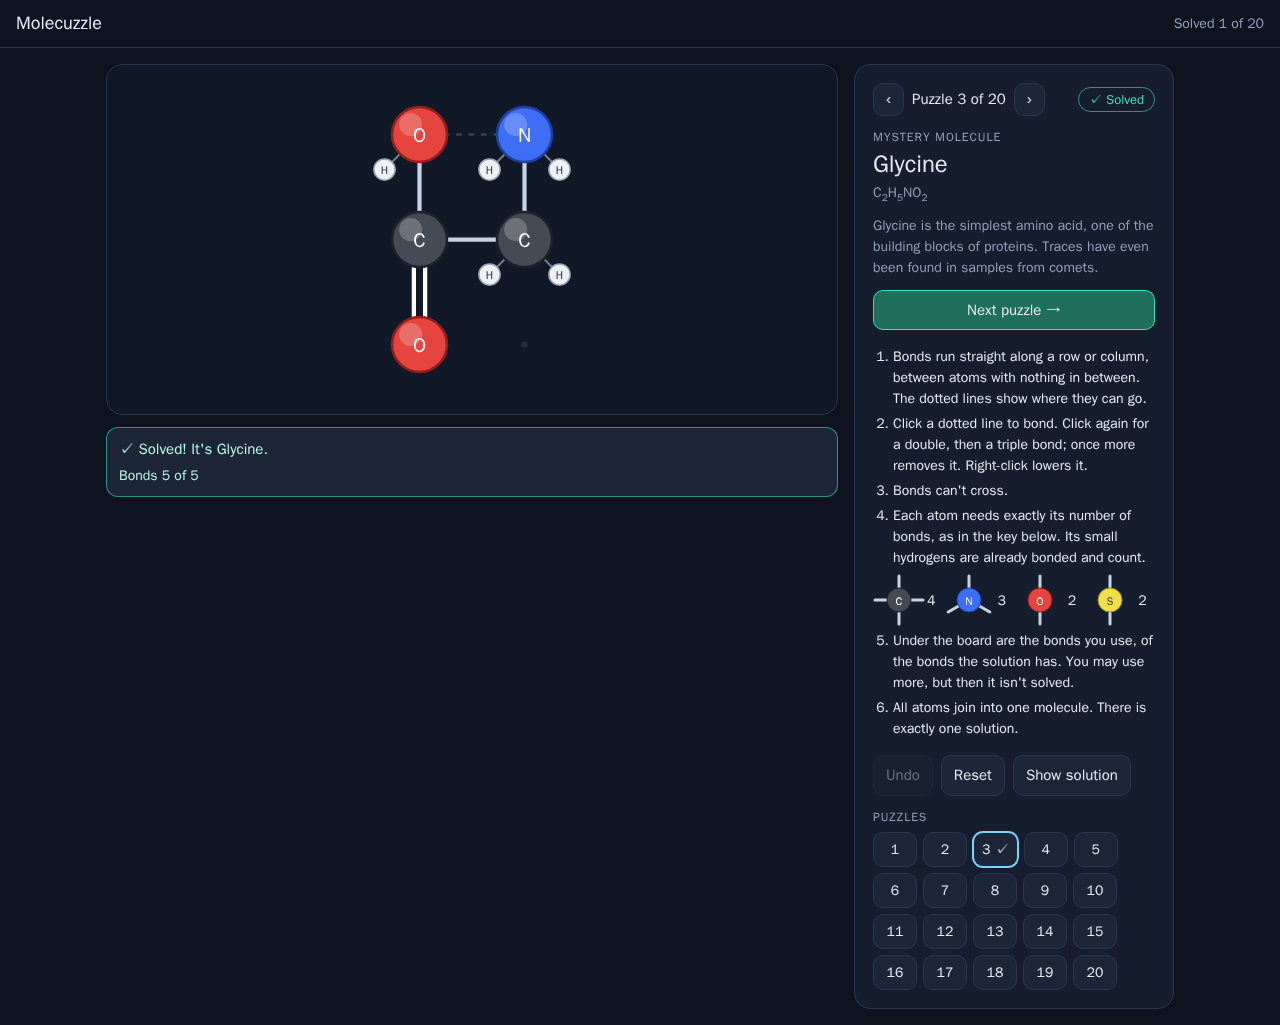 Molecuzzle
Solved 1 of 20
O N
H H H
C C
H H
O
✓ Solved! It's Glycine.
Bonds 5 of 5
‹ Puzzle 3 of 20 › ✓ Solved
MYSTERY MOLECULE
Glycine
C₂H₅NO₂
Glycine is the simplest amino acid, one of the
building blocks of proteins. Traces have even
been found in samples from comets.
Next puzzle →
1. Bonds run straight along a row or column,
between atoms with nothing in between.
The dotted lines show where they can go.
2. Click a dotted line to bond. Click again for
a double, then a triple bond; once more
removes it. Right-click lowers it.
3. Bonds can't cross.
4. Each atom needs exactly its number of
bonds, as in the key below. Its small
hydrogens are already bonded and count.
C 4 N 3 O 2 S 2
5. Under the board are the bonds you use, of
the bonds the solution has. You may use
more, but then it isn't solved.
6. All atoms join into one molecule. There is
exactly one solution.
Undo Reset Show solution
PUZZLES
1 2 3 ✓ 4 5
6 7 8 9 10
11 12 13 14 15
16 17 18 19 20